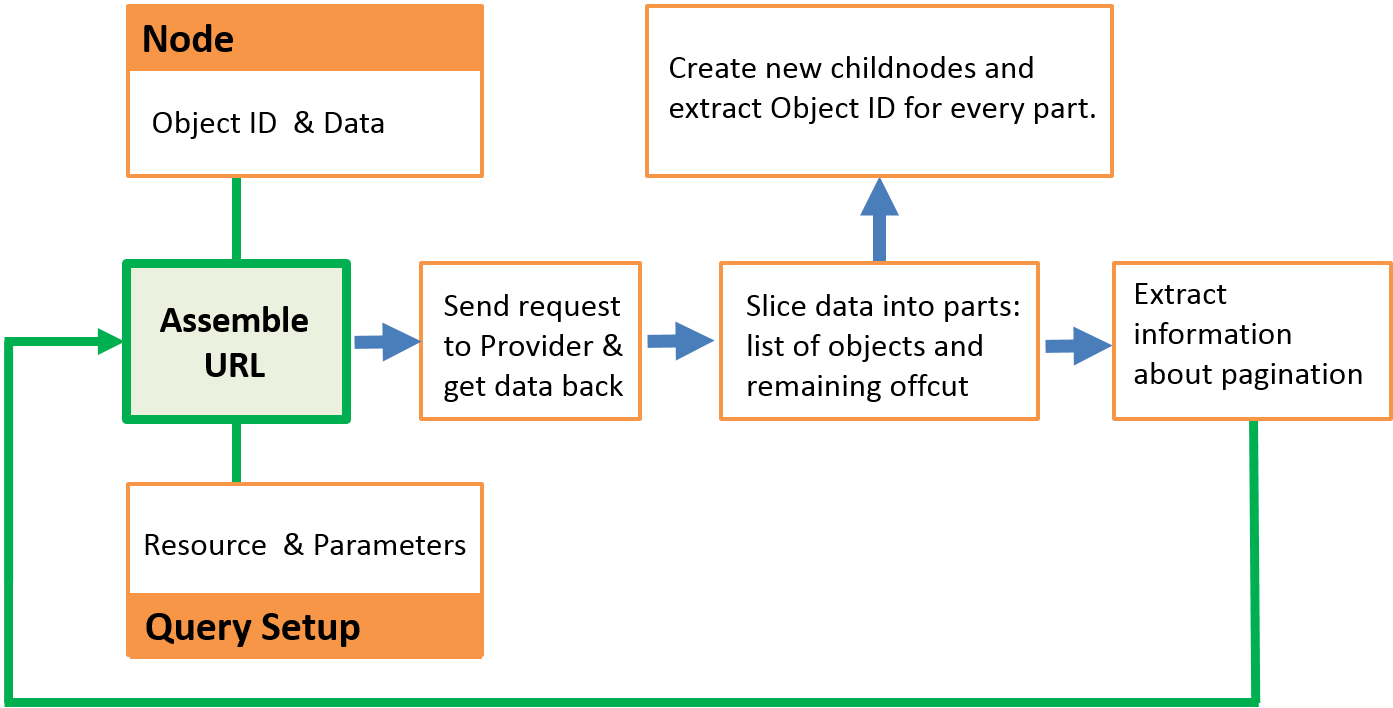 Node
Object ID & Data
Create new childnodes and
extract Object ID for every part.
Assemble
URL
Send request
to Provider &
get data back
Slice data into parts:
list of objects and
remaining offcut
Extract
information
about pagination
Resource & Parameters
Query Setup